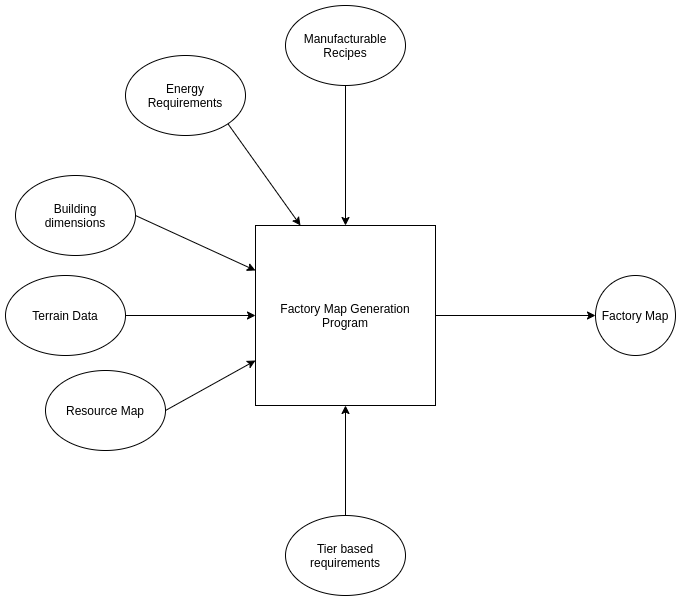 Manufacturable
Recipes
Energy
Requirements
Building
dimensions
Terrain Data
Factory Map Generation
Program
Factory Map
Resource Map
Tier based
requirements